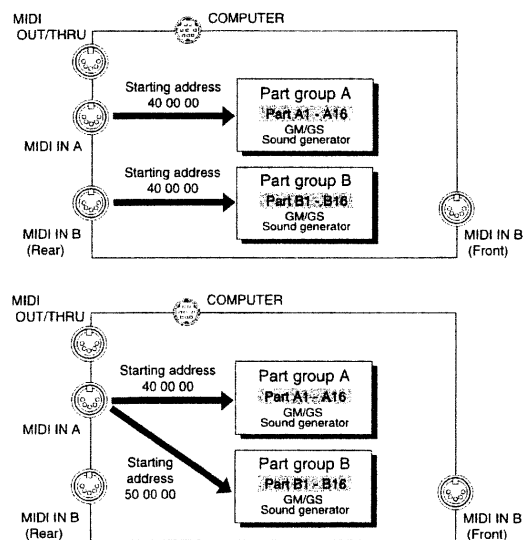 MIDI
OUT/THRU
COMPUTER
Starting address
40 00 00
Part group A
Part A1 - A16
GM/GS
Sound generator
MIDI IN A
Starting address
40 00 00
Part group B
Part B1 - B16
GM/GS
Sound generator
MIDI IN B
(Rear)
MIDI IN B
(Front)
MIDI
OUT/THRU
COMPUTER
Starting address
40 00 00
Part group A
Part A1 - A16
GM/GS
Sound generator
MIDI IN A
Starting
address
50 00 00
Part group B
Part B1 - B16
GM/GS
Sound generator
MIDI IN B
(Rear)
MIDI IN B
(Front)